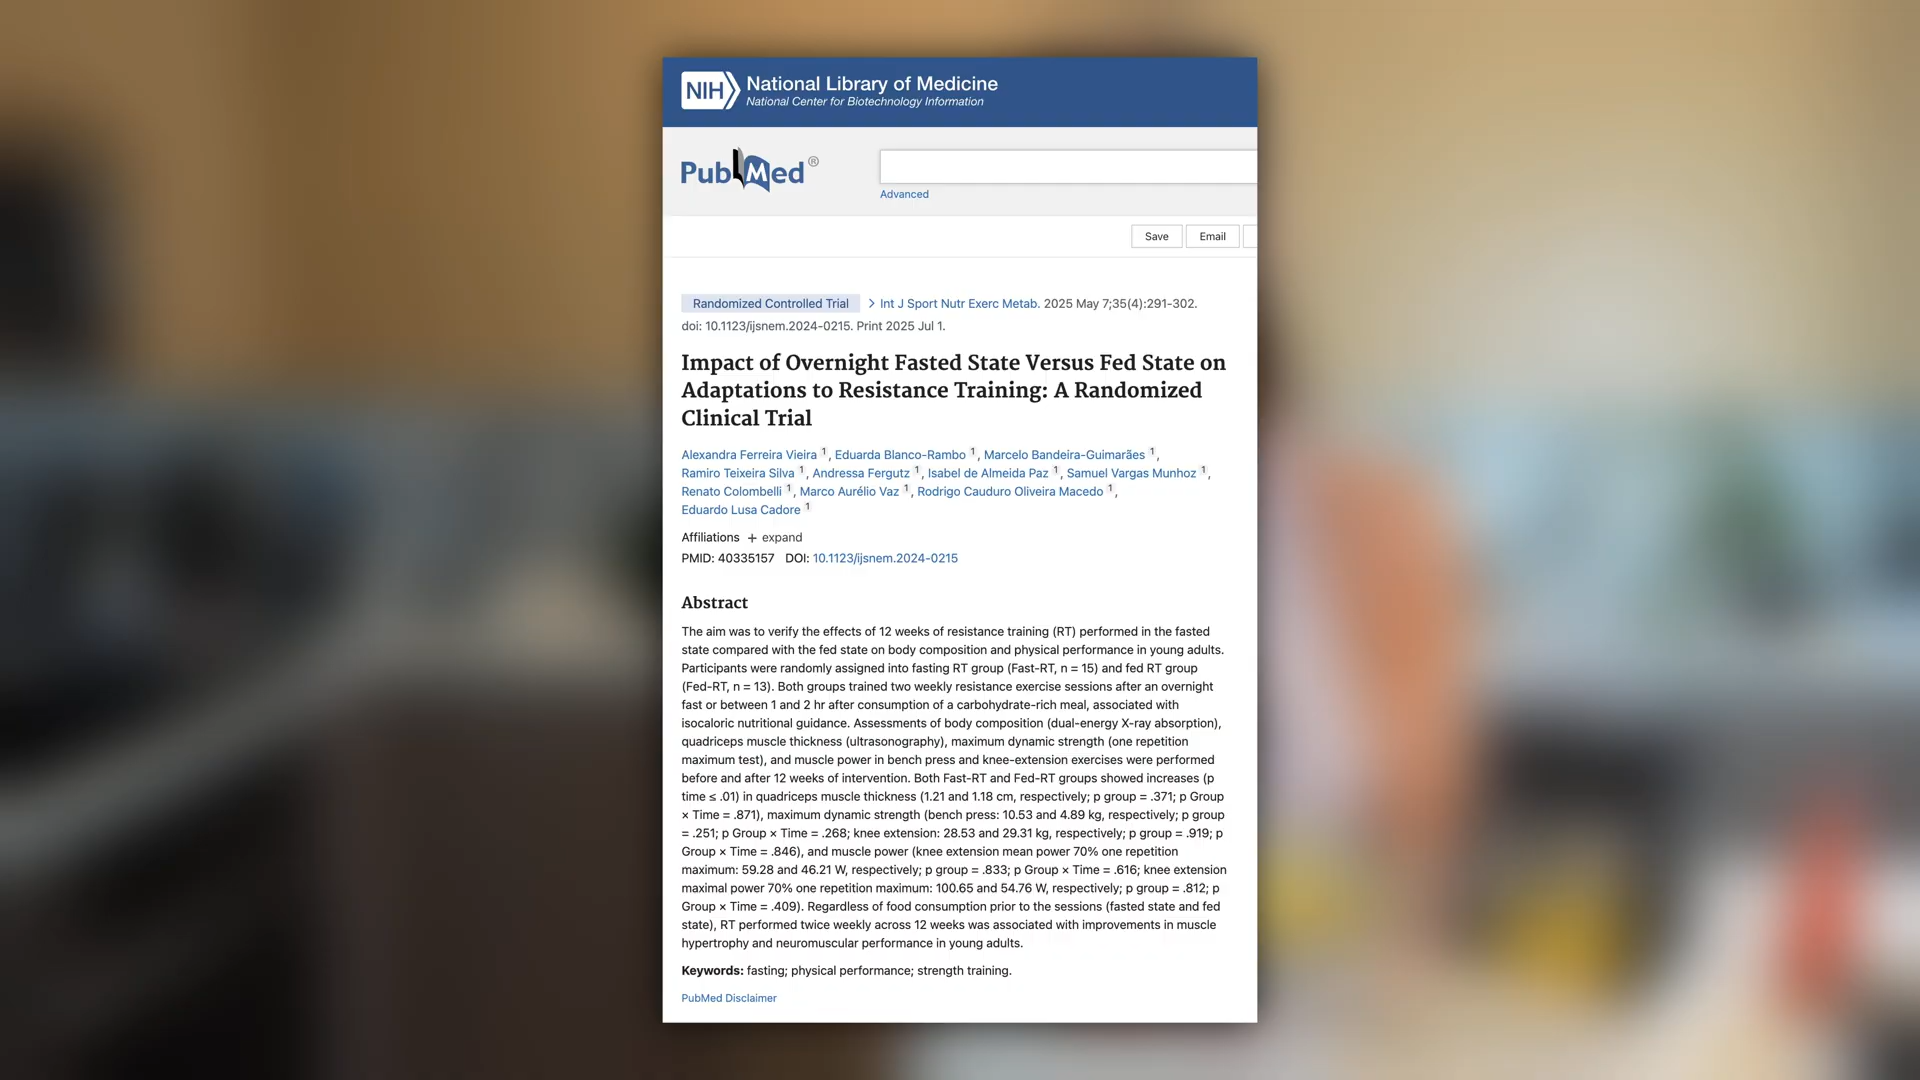 NIH National Library of Medicine
National Center for Biotechnology Information
PubMed®
Advanced
Save Email
Randomized Controlled Trial > Int J Sport Nutr Exerc Metab. 2025 May 7;35(4):291-302.
doi: 10.1123/ijsnem.2024-0215. Print 2025 Jul 1.
Impact of Overnight Fasted State Versus Fed State on
Adaptations to Resistance Training: A Randomized
Clinical Trial
Alexandra Ferreira Vieira 1, Eduarda Blanco-Rambo 1, Marcelo Bandeira-Guimarães 1,
Ramiro Teixeira Silva 1, Andressa Fergutz 1, Isabel de Almeida Paz 1, Samuel Vargas Munhoz 1,
Renato Colombelli 1, Marco Aurélio Vaz 1, Rodrigo Cauduro Oliveira Macedo 1,
Eduardo Lusa Cadore 1
Affiliations + expand
PMID: 40335157 DOI: 10.1123/ijsnem.2024-0215
Abstract
The aim was to verify the effects of 12 weeks of resistance training (RT) performed in the fasted
state compared with the fed state on body composition and physical performance in young adults.
Participants were randomly assigned into fasting RT group (Fast-RT, n = 15) and fed RT group
(Fed-RT, n = 13). Both groups trained two weekly resistance exercise sessions after an overnight
fast or between 1 and 2 hr after consumption of a carbohydrate-rich meal, associated with
isocaloric nutritional guidance. Assessments of body composition (dual-energy X-ray absorption),
quadriceps muscle thickness (ultrasonography), maximum dynamic strength (one repetition
maximum test), and muscle power in bench press and knee-extension exercises were performed
before and after 12 weeks of intervention. Both Fast-RT and Fed-RT groups showed increases (p
time ≤ .01) in quadriceps muscle thickness (1.21 and 1.18 cm, respectively; p group = .371; p Group
× Time = .871), maximum dynamic strength (bench press: 10.53 and 4.89 kg, respectively; p group
= .251; p Group × Time = .268; knee extension: 28.53 and 29.31 kg, respectively; p group = .919; p
Group × Time = .846), and muscle power (knee extension mean power 70% one repetition
maximum: 59.28 and 46.21 W, respectively; p group = .833; p Group × Time = .616; knee extension
maximal power 70% one repetition maximum: 100.65 and 54.76 W, respectively; p group = .812; p
Group × Time = .409). Regardless of food consumption prior to the sessions (fasted state and fed
state), RT performed twice weekly across 12 weeks was associated with improvements in muscle
hypertrophy and neuromuscular performance in young adults.
Keywords: fasting; physical performance; strength training.
PubMed Disclaimer